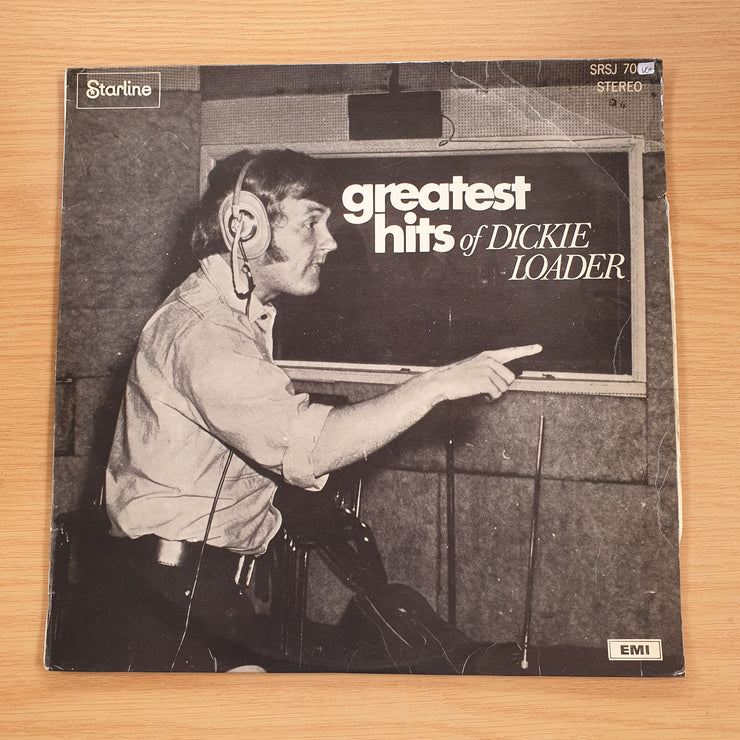 Starline
SRSJ 70
STEREO
greatest
hits of DICKIE
LOADER
EMI